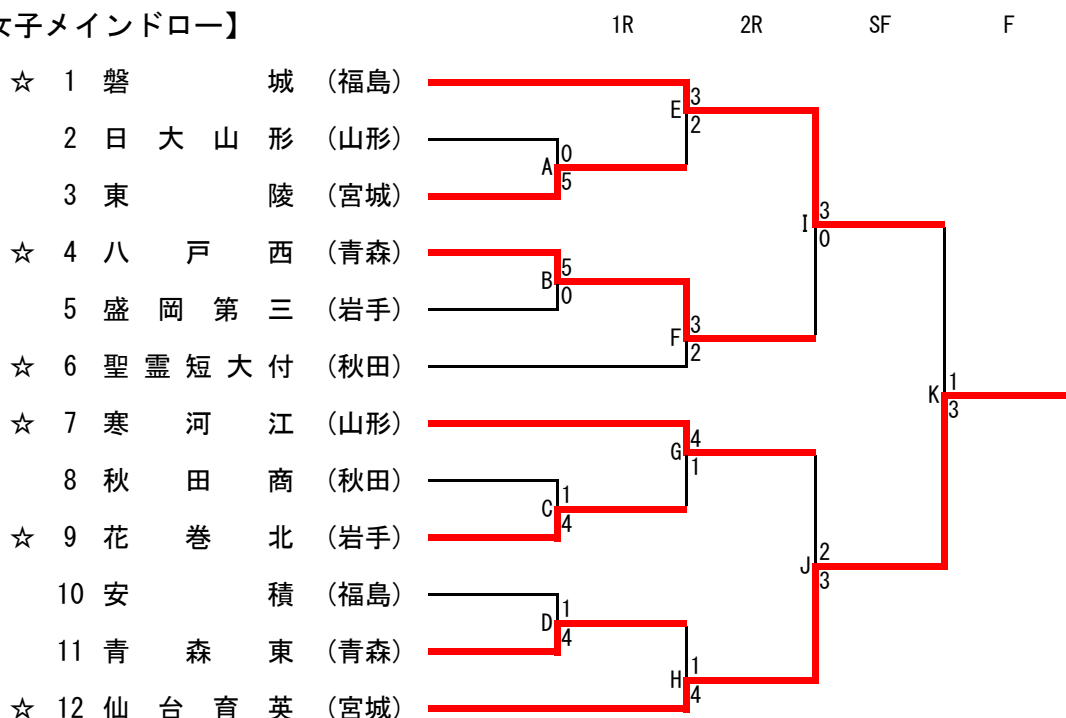 女子メインドロー】 1R 2R SF F
☆ 1 磐城 (福島)
3
E
2
2 日大山形 (山形)
0
A
5
3 東陵 (宮城)
3
I
0
☆ 4 八戸西 (青森)
5
B
0
5 盛岡第三 (岩手)
3
F
2
☆ 6 聖霊短大付 (秋田)
1
K
3
☆ 7 寒河江 (山形)
4
G
1
8 秋田商 (秋田)
1
C
4
☆ 9 花巻北 (岩手)
2
J
3
10 安積 (福島)
1
D
4
11 青森東 (青森)
1
H
4
☆ 12 仙台育英 (宮城)